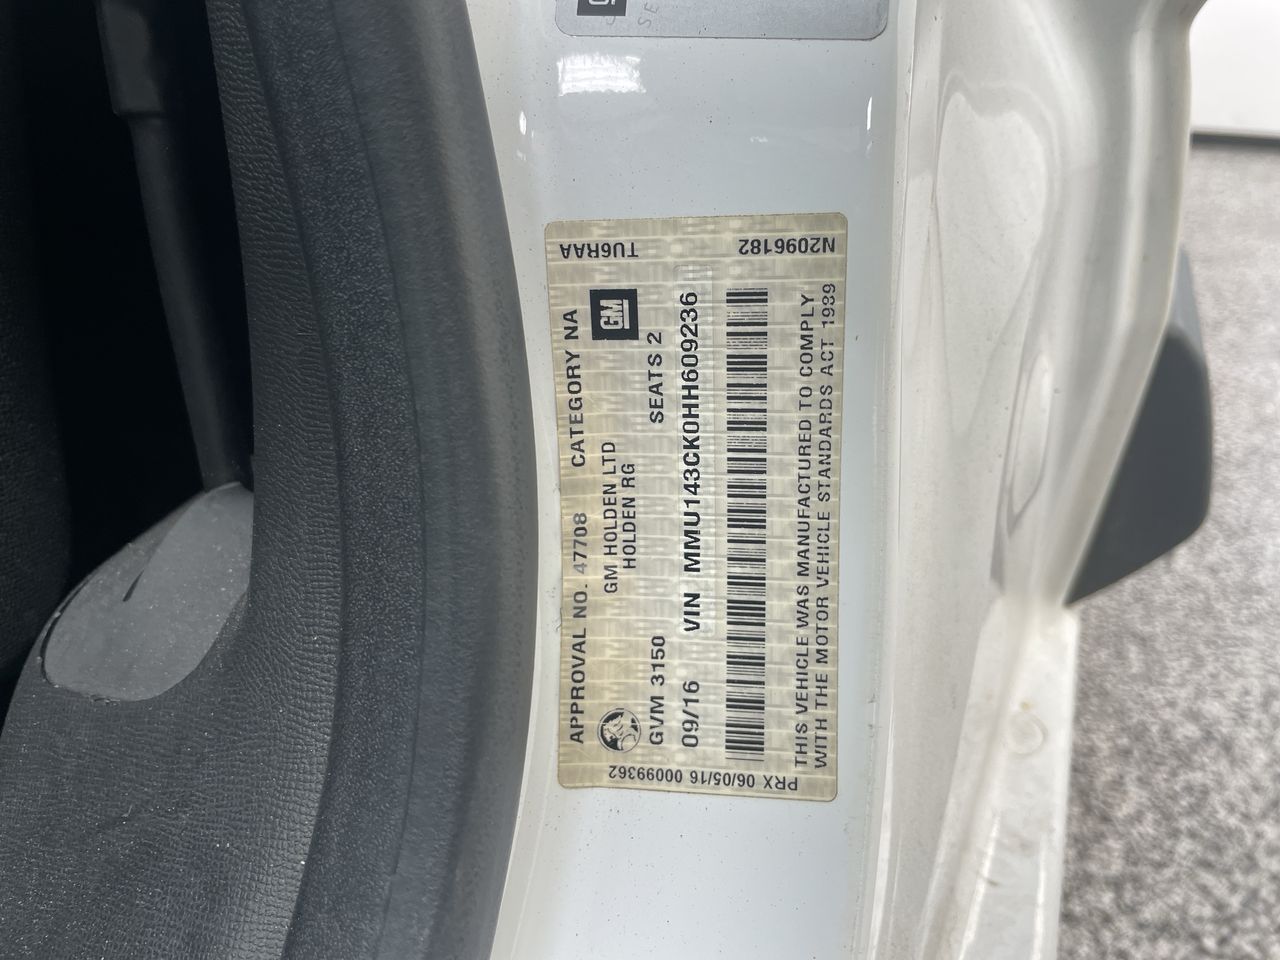 APPROVAL NO. 47708 CATEGORY NA
GM HOLDEN LTD
HOLDEN RG
GM
GVM 3150 SEATS 2
09/16 VIN MMU143CK0HH609236
THIS VEHICLE WAS MANUFACTURED TO COMPLY
WITH THE MOTOR VEHICLE STANDARDS ACT 1989
PRX 06/05/16 00099362
TU6RAA N2096182